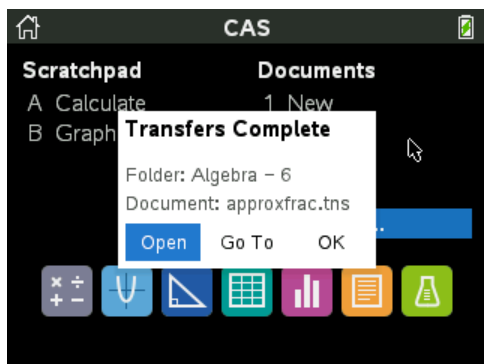 CAS
Scratchpad
Documents
A Calculate
1 New
B Graph
Transfers Complete
Folder: Algebra – 6
Document: approxfrac.tns
..
Open Go To OK